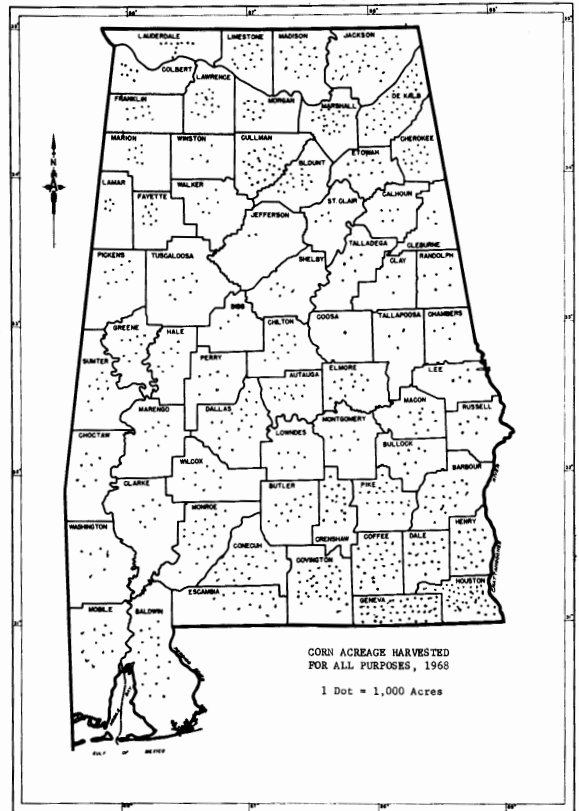 LAUDERDALE
LIMESTONE
MADISON
JACKSON
COLBERT
LAWRENCE
FRANKLIN
MORGAN
MARSHALL
DE KALB
MARION
WINSTON
CULLMAN
BLOUNT
ETOWAH
CHEROKEE
LAMAR
FAYETTE
WALKER
JEFFERSON
ST. CLAIR
CALHOUN
PICKENS
TUSCALOOSA
SHELBY
TALLADEGA
CLEBURNE
CLAY
RANDOLPH
GREENE
HALE
BIBB
CHILTON
COOSA
TALLAPOOSA
CHAMBERS
SUMTER
PERRY
AUTAUGA
ELMORE
LEE
MARENGO
DALLAS
LOWNDES
MONTGOMERY
MACON
RUSSELL
CHOCTAW
BULLOCK
WILCOX
BARBOUR
CLARKE
BUTLER
PIKE
MONROE
WASHINGTON
CONECUH
CRENSHAW
COFFEE
DALE
HENRY
COVINGTON
ESCAMBIA
HOUSTON
GENEVA
MOBILE
BALDWIN
N
CORN ACREAGE HARVESTED
FOR ALL PURPOSES, 1968
1 Dot = 1,000 Acres
GULF OF MEXICO